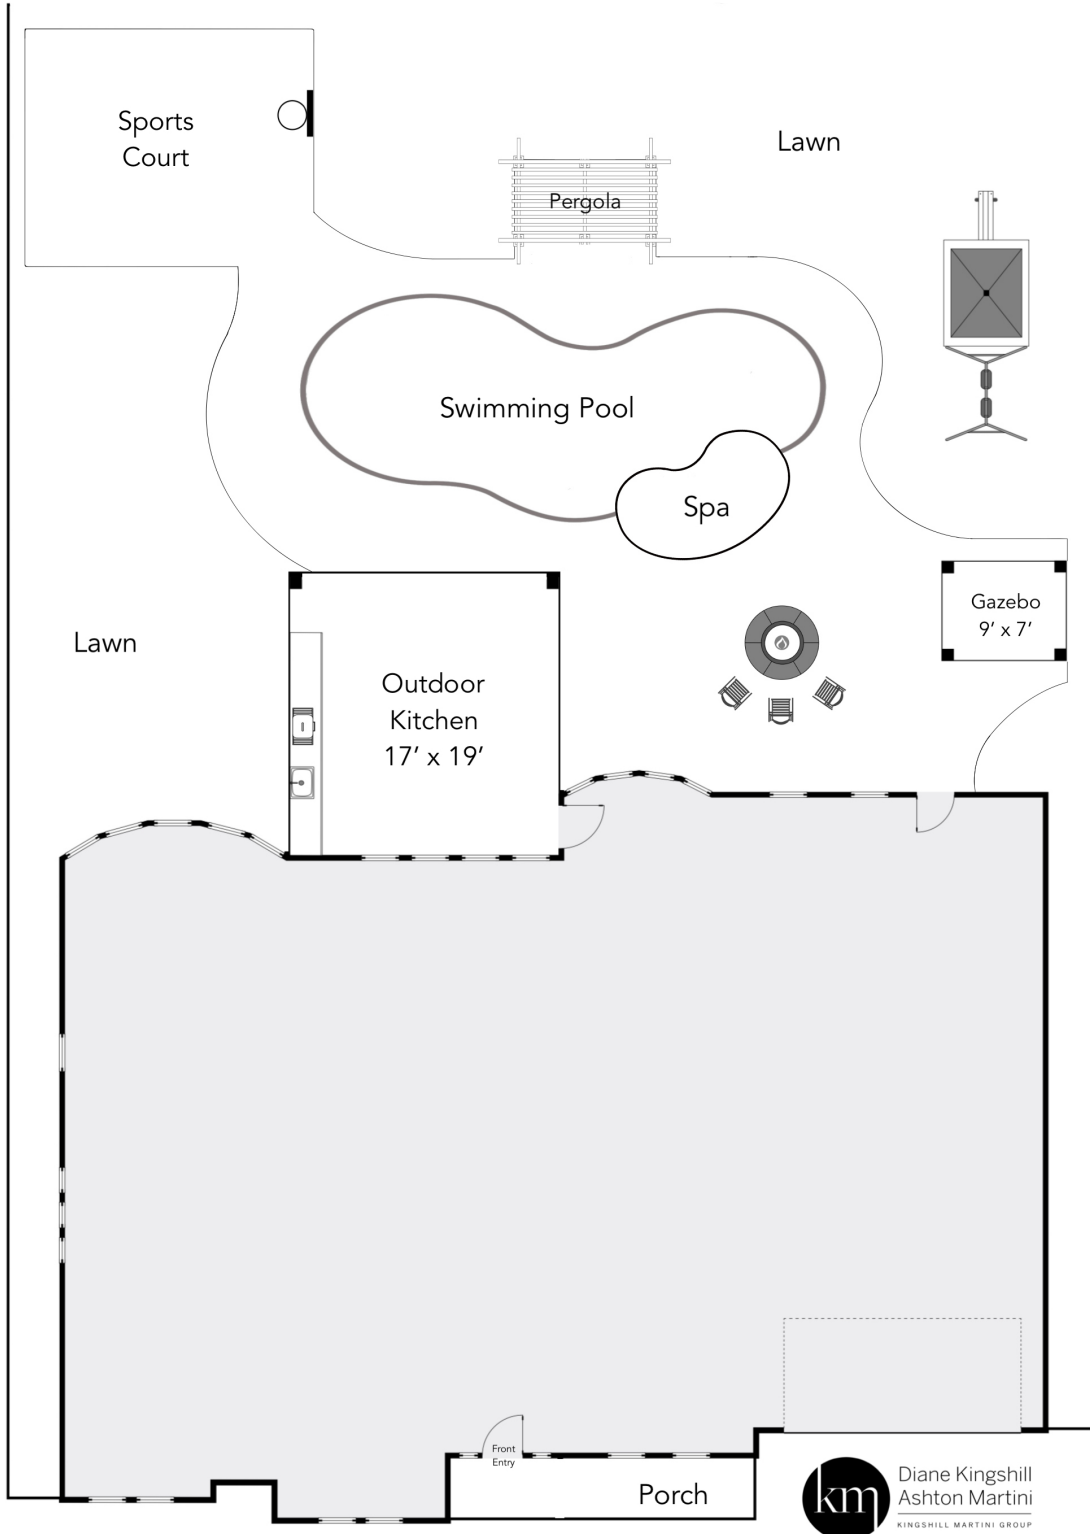 Sports
Court
Lawn
Pergola
Swimming Pool
Spa
Gazebo
9’ x 7’
Lawn
Outdoor
Kitchen
17’ x 19’
Front
Entry
Porch
km
Diane Kingshill
Ashton Martini
KINGSHILL MARTINI GROUP